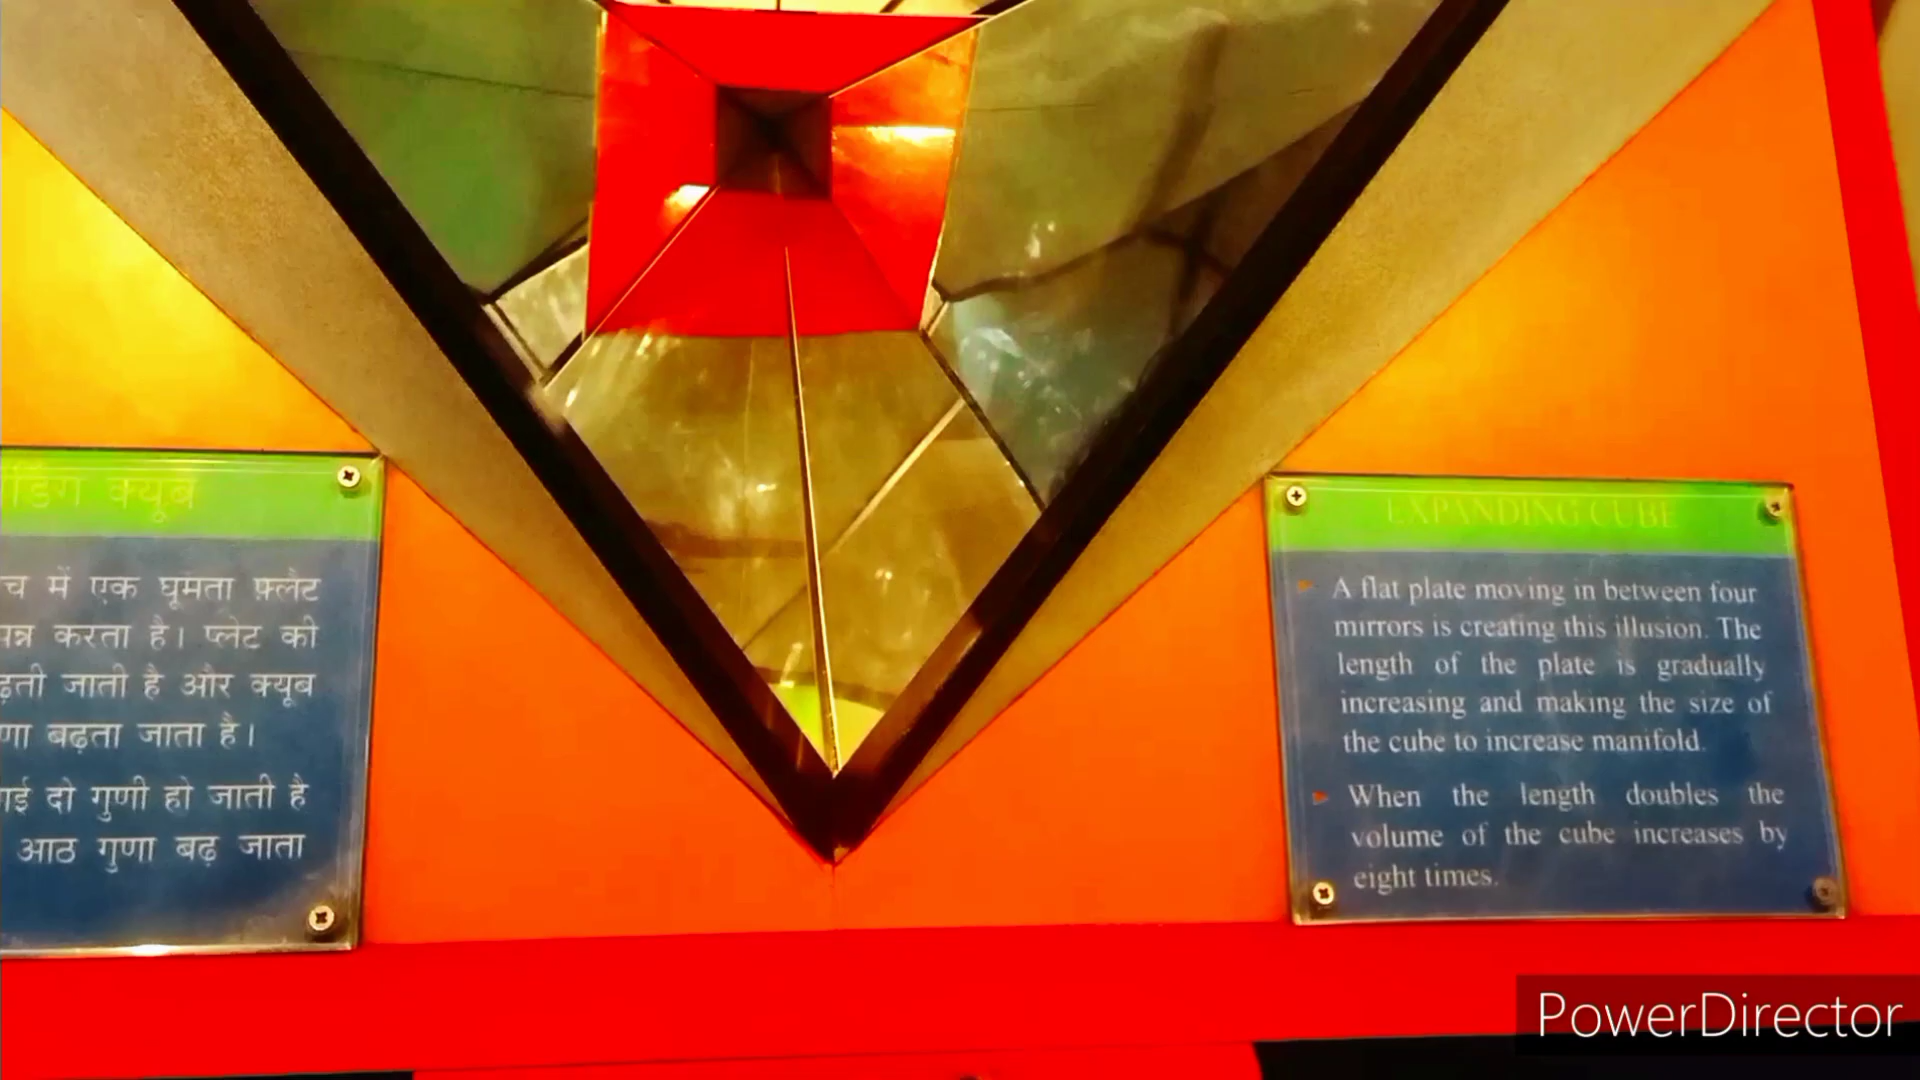 डिंग क्यूब
च में एक घूमता फ़्लैट
करता है। प्लेट की
जाती है और क्यूब
बढ़ता जाता है।
दो गुणी हो जाती है
आठ गुणा बढ़ जाता
EXPANDING CUBE
A flat plate moving in between four
mirrors is creating this illusion. The
length of the plate is gradually
increasing and making the size of
the cube to increase manifold.
When the length doubles the
volume of the cube increases by
eight times.
PowerDirector